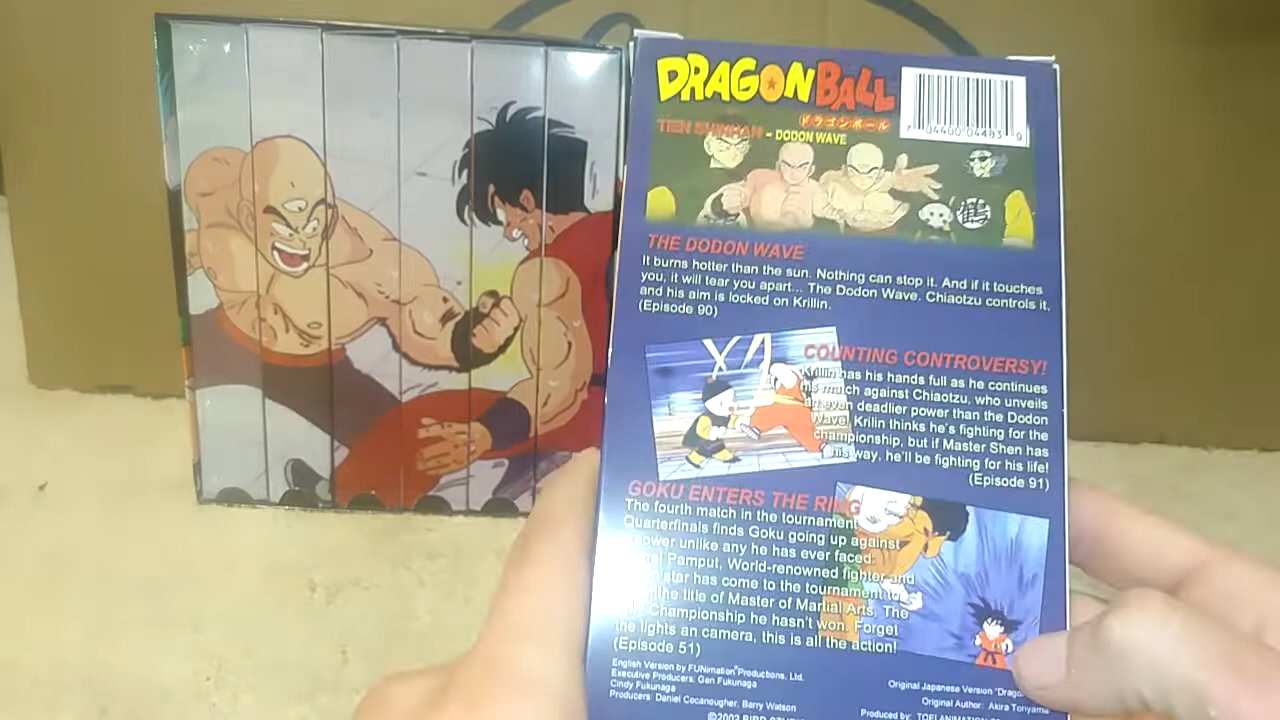 DRAGON BALL
ドラゴンボール
7 04400 04483 9
TIEN SHINHAN - DODON WAVE
THE DODON WAVE
It burns hotter than the sun. Nothing can stop it. And if it touches
you, it will tear you apart... The Dodon Wave. Chiaotzu controls it,
and his aim is locked on Krillin.
(Episode 90)
COUNTING CONTROVERSY!
Krillin has his hands full as he continues
his match against Chiaotzu, who unveils
an even deadlier power than the Dodon
Wave. Krilin thinks he's fighting for the
championship, but if Master Shen has
his way, he'll be fighting for his life!
(Episode 91)
GOKU ENTERS THE RING
The fourth match in the tournament
Quarterfinals finds Goku going up against
power unlike any he has ever faced:
Pamput, World-renowned fighter and
star has come to the tournament to
the title of Master of Martial Arts. The
Championship he hasn't won. Forget
the lights an camera, this is all the action!
(Episode 51)
English Version by FUNimation Productions, Ltd.
Executive Producers: Gen Fukunaga
Cindy Fukunaga
Producers: Daniel Cocanougher, Barry Watson
Original Japanese Version "Drago
Original Author: Akira Toriyama
Produced by: TOEI ANIMATION
©2003 BIRD STUDIO